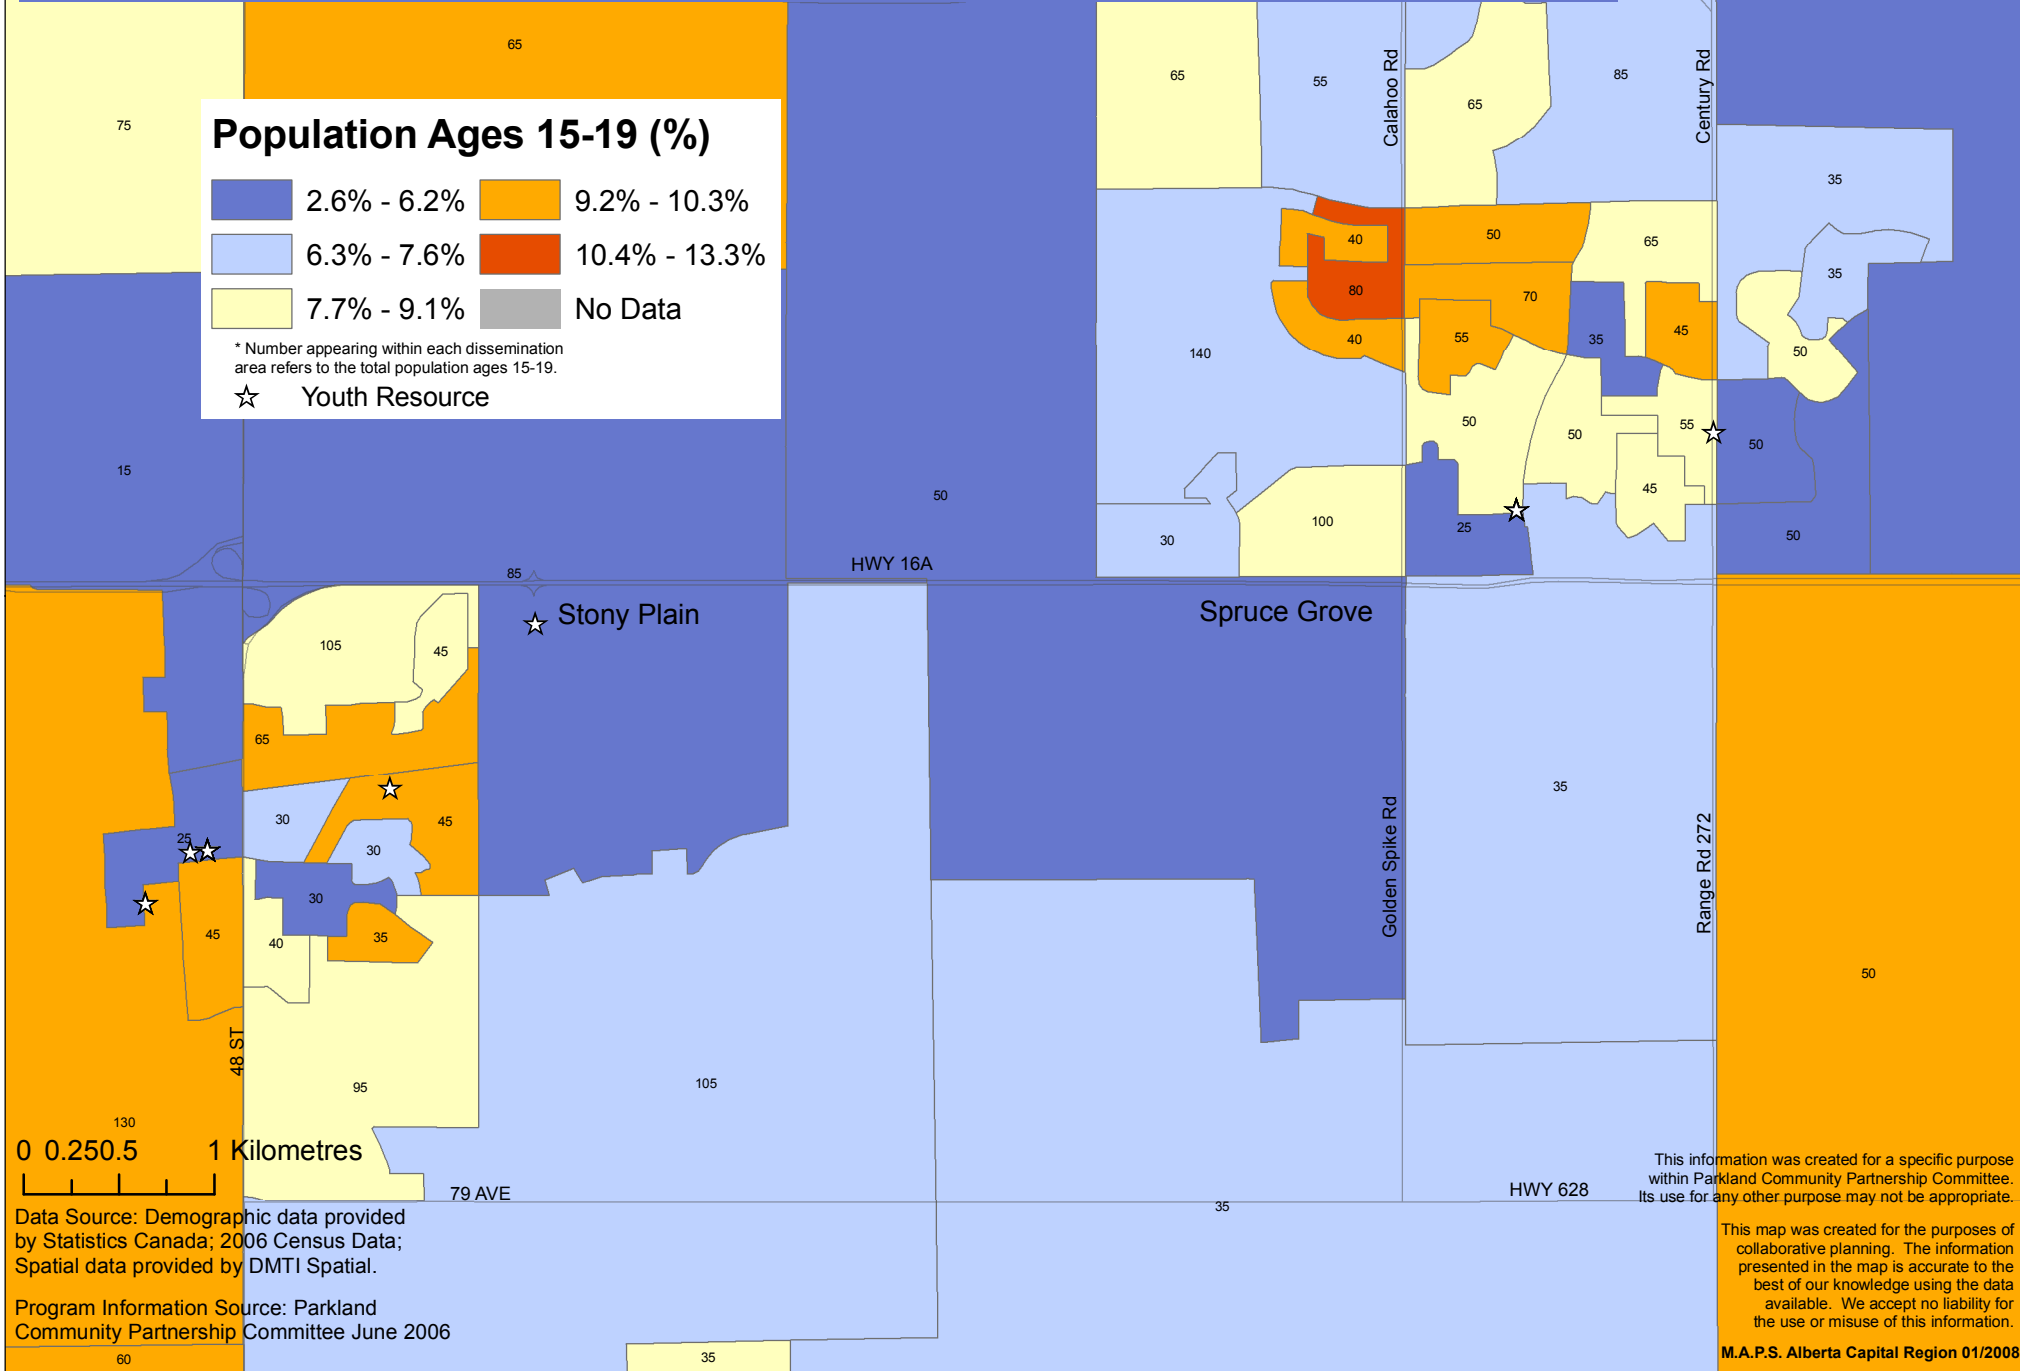 65
75
65
55
Calahoo Rd
65
85
Century Rd
Population Ages 15-19 (%)
2.6% - 6.2%
9.2% - 10.3%
6.3% - 7.6%
10.4% - 13.3%
7.7% - 9.1%
No Data
* Number appearing within each dissemination
area refers to the total population ages 15-19.
Youth Resource
35
40
50
65
35
80
70
45
40
55
35
50
140
50
50
55
50
45
15
50
100
25
50
30
HWY 16A
85
Stony Plain
Spruce Grove
105
45
65
30
45
30
25
30
45
40
35
35
Golden Spike Rd
Range Rd 272
50
48 ST
95
105
130
0 0.250.5 1 Kilometres
79 AVE
35
HWY 628
This information was created for a specific purpose
within Parkland Community Partnership Committee.
Its use for any other purpose may not be appropriate.
Data Source: Demographic data provided
by Statistics Canada; 2006 Census Data;
Spatial data provided by DMTI Spatial.
This map was created for the purposes of
collaborative planning. The information
presented in the map is accurate to the
best of our knowledge using the data
available. We accept no liability for
the use or misuse of this information.
Program Information Source: Parkland
Community Partnership Committee June 2006
60
35
M.A.P.S. Alberta Capital Region 01/2008